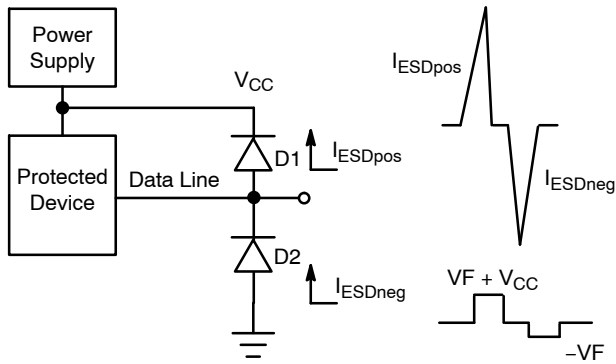 Power
Supply
V_CC
I_ESDpos
D1
I_ESDpos
Protected
Device
Data Line
I_ESDneg
D2
I_ESDneg
VF + V_CC
−VF